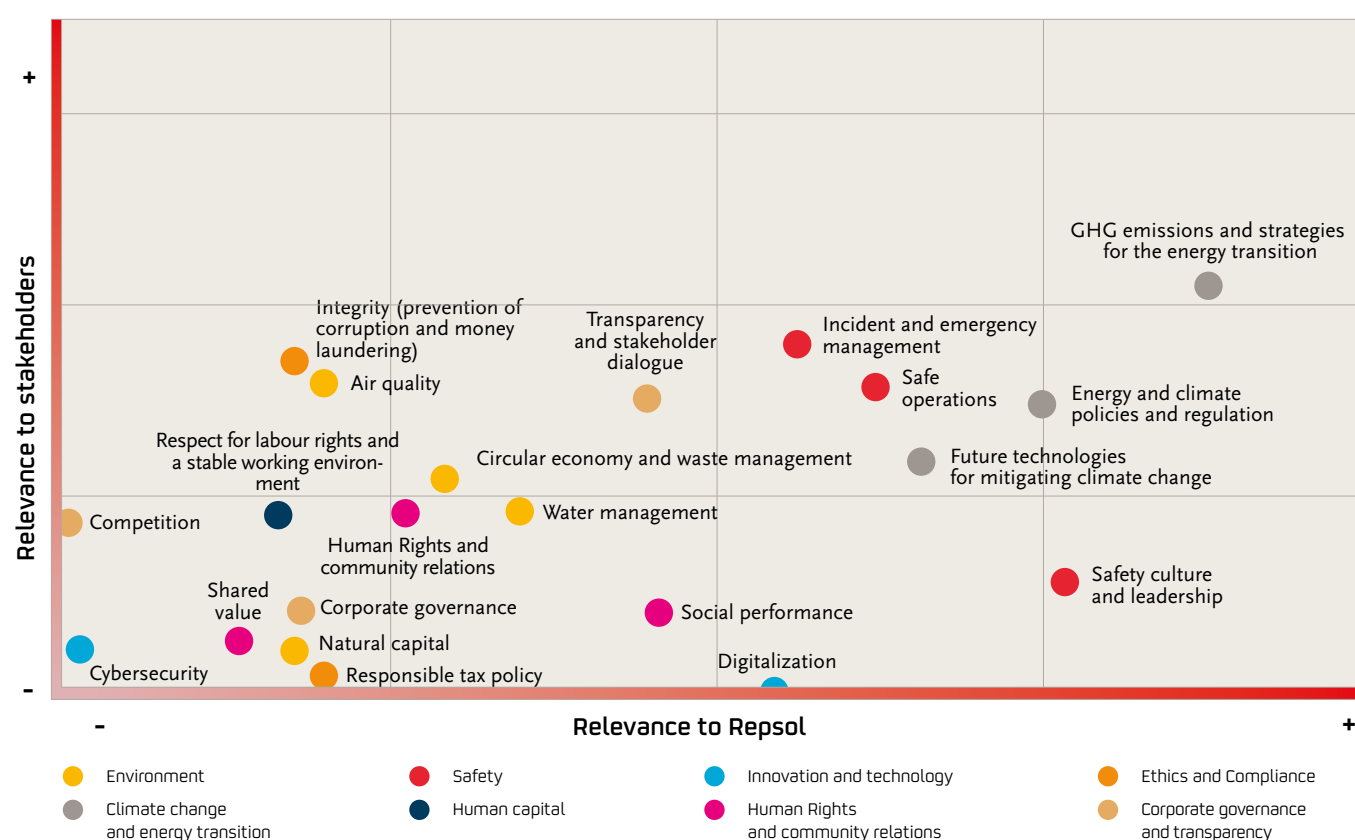 +
Relevance to stakeholders
-
GHG emissions and strategies
for the energy transition
Integrity (prevention of
corruption and money
laundering)
Air quality
Transparency
and stakeholder
dialogue
Incident and emergency
management
Safe
operations
Energy and climate
policies and regulation
Respect for labour rights and
a stable working environ-
ment
Circular economy and waste management
Future technologies
for mitigating climate change
Competition
Water management
Human Rights and
community relations
Safety culture
and leadership
Shared
value
Corporate governance
Social performance
Natural capital
Cybersecurity
Responsible tax policy
Digitalization
-
Relevance to Repsol
+
Environment
Safety
Innovation and technology
Ethics and Compliance
Climate change
and energy transition
Human capital
Human Rights
and community relations
Corporate governance
and transparency